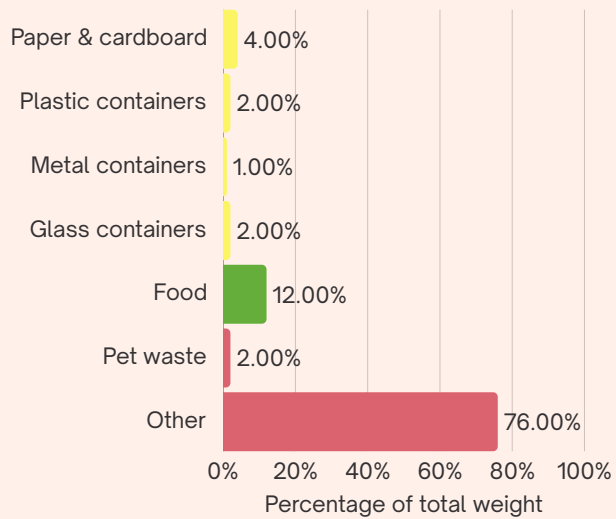 Paper & cardboard 4.00%
Plastic containers 2.00%
Metal containers 1.00%
Glass containers 2.00%
Food 12.00%
Pet waste 2.00%
Other 76.00%
0% 20% 40% 60% 80% 100%
Percentage of total weight